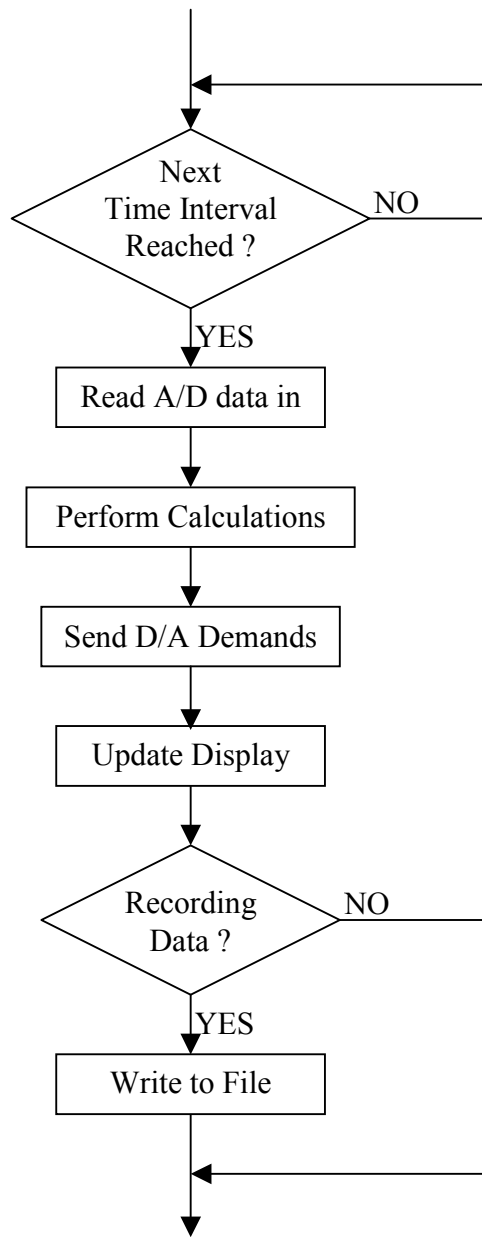 Next
Time Interval
Reached ?
NO
YES
Read A/D data in
Perform Calculations
Send D/A Demands
Update Display
Recording
Data ?
NO
YES
Write to File